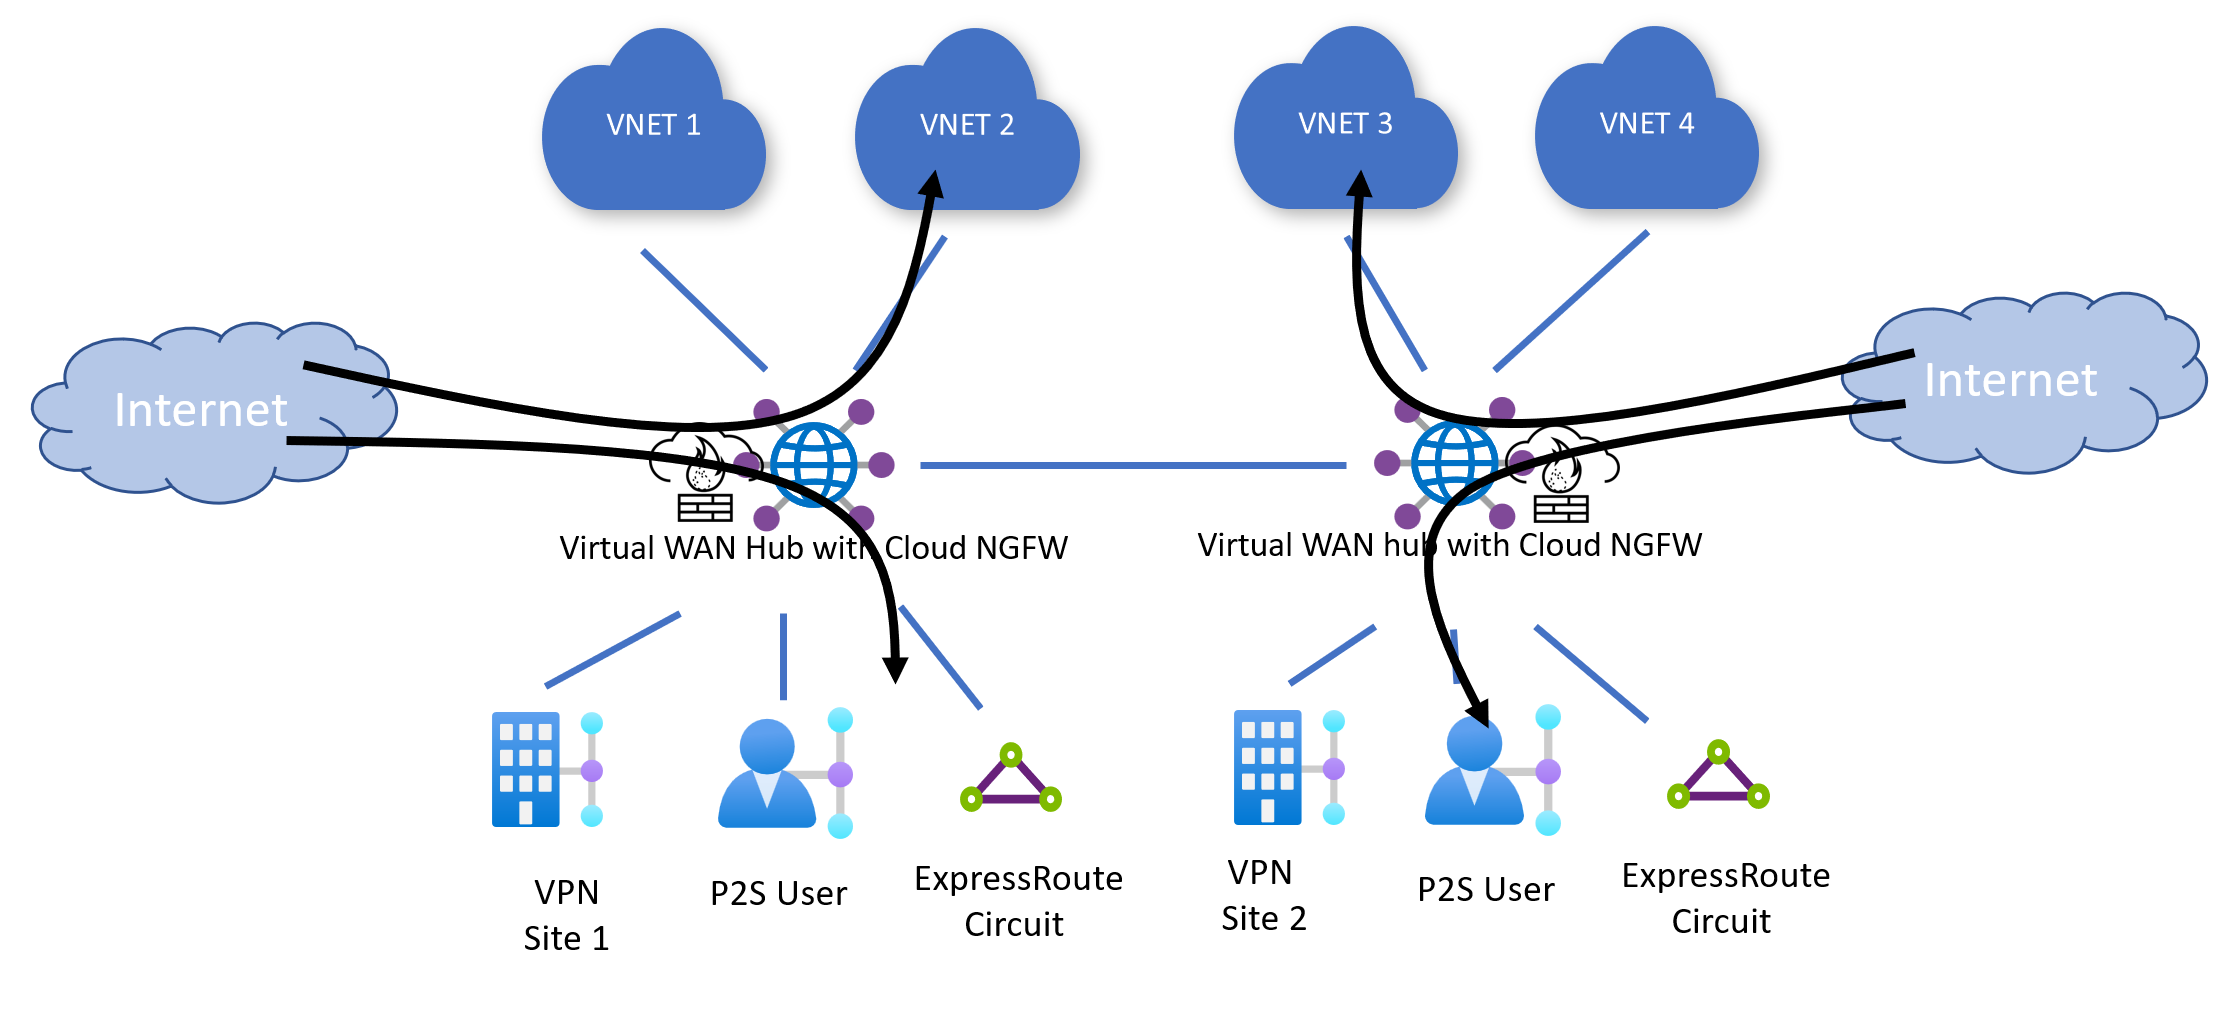 VNET 1
VNET 2
VNET 3
VNET 4
Internet
Internet
Virtual WAN Hub with Cloud NGFW
Virtual WAN hub with Cloud NGFW
VPN
Site 1
P2S User
ExpressRoute
Circuit
VPN
Site 2
P2S User
ExpressRoute
Circuit